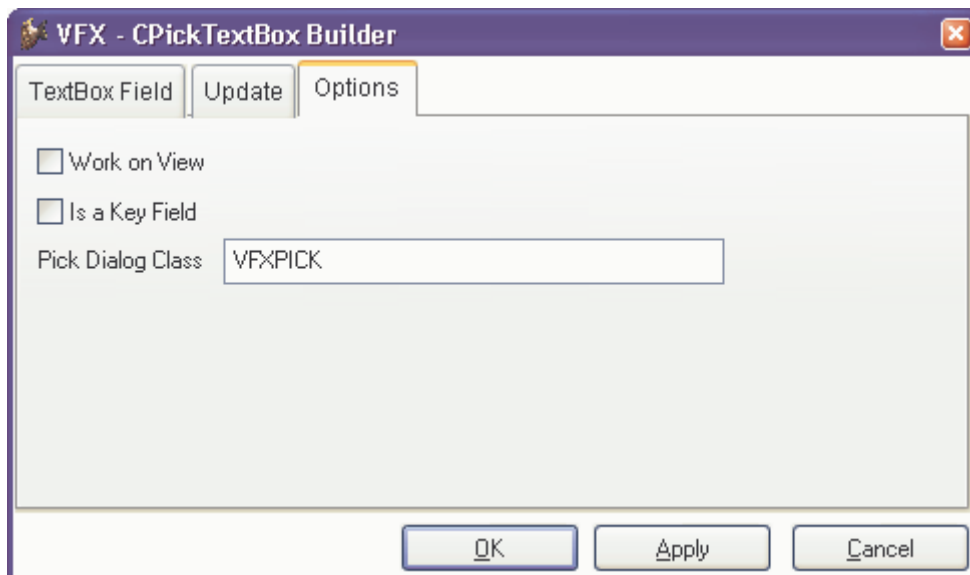 VFX - CPickTextBox Builder
TextBox Field Update Options
Work on View
Is a Key Field
Pick Dialog Class VFXPICK
OK Apply Cancel